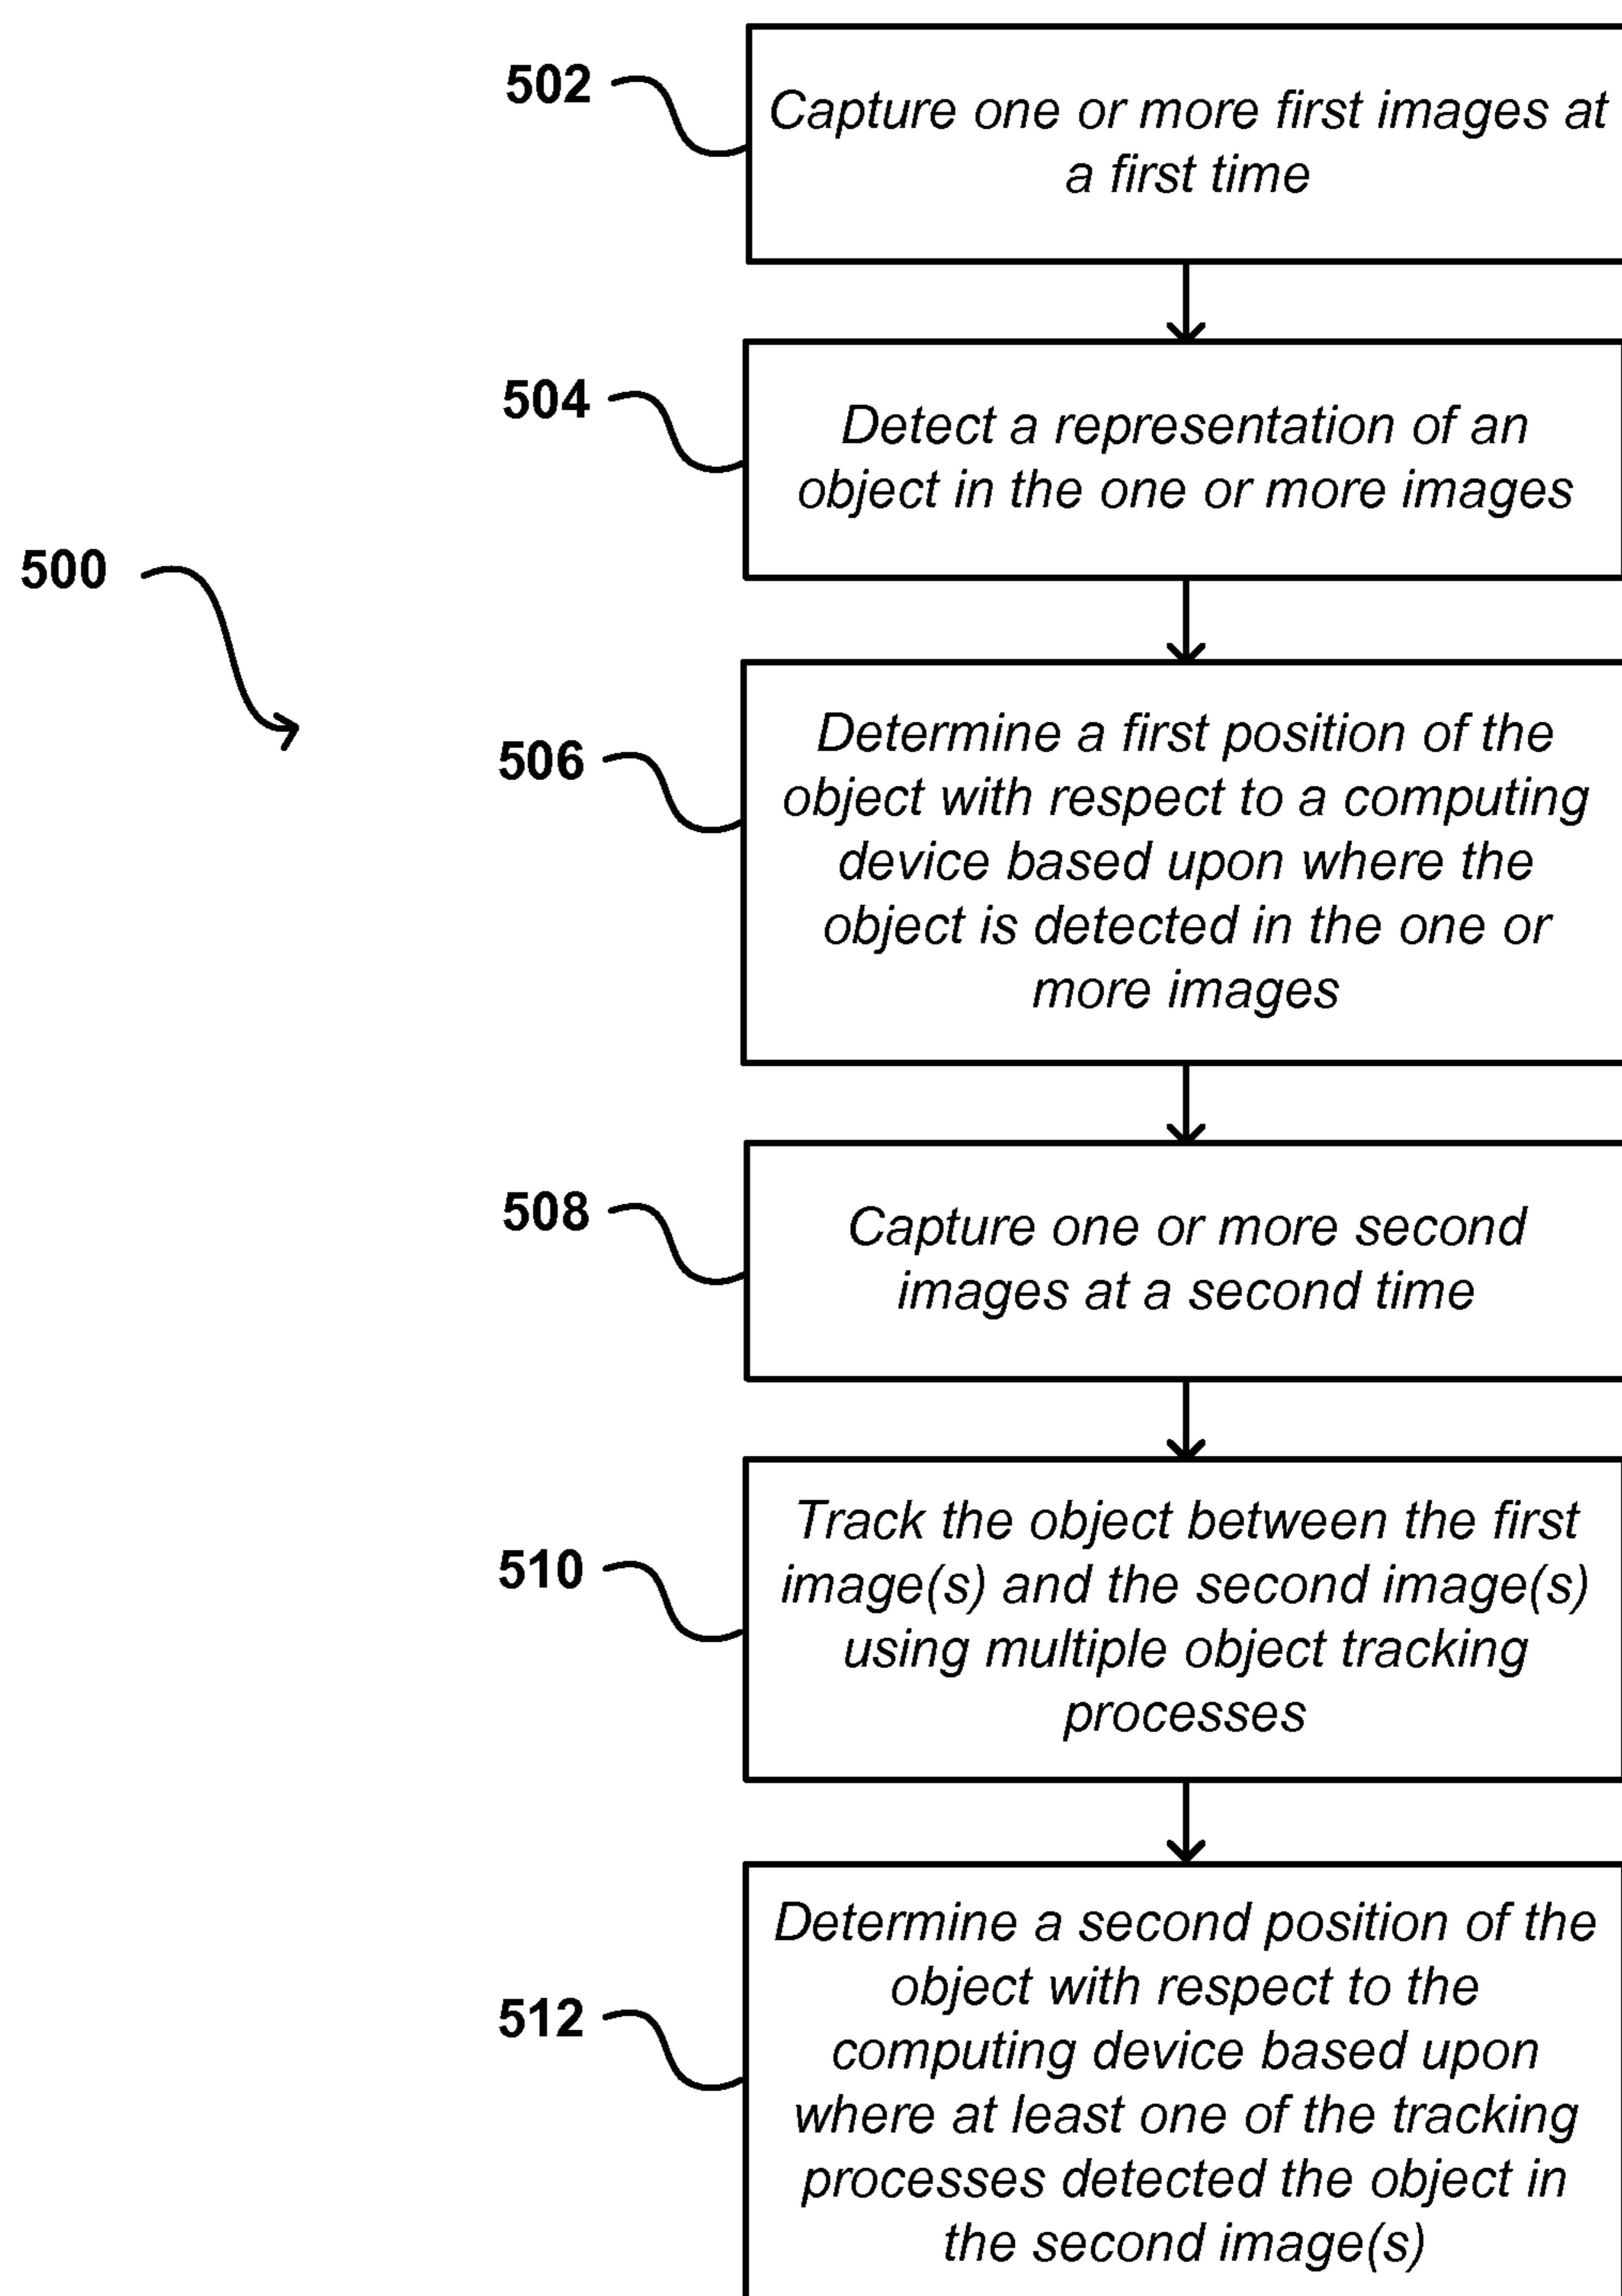 502
Capture one or more first images at
a first time
504
Detect a representation of an
object in the one or more images
500
506
Determine a first position of the
object with respect to a computing
device based upon where the
object is detected in the one or
more images
508
Capture one or more second
images at a second time
510
Track the object between the first
image(s) and the second image(s)
using multiple object tracking
processes
512
Determine a second position of the
object with respect to the
computing device based upon
where at least one of the tracking
processes detected the object in
the second image(s)